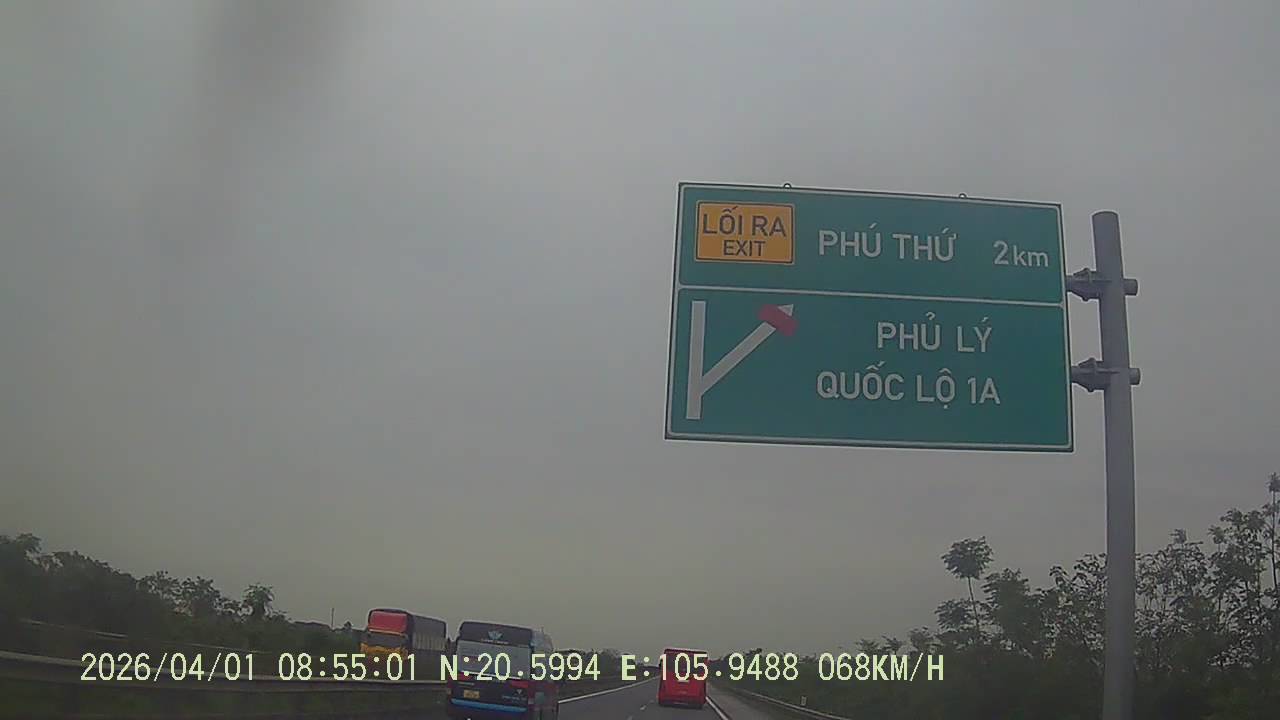 LỐI RA
EXIT
PHÚ THỨ 2km
PHỦ LÝ
QUỐC LỘ 1A
2026/04/01 08:55:01 N:20.5994 E:105.9488 068KM/H